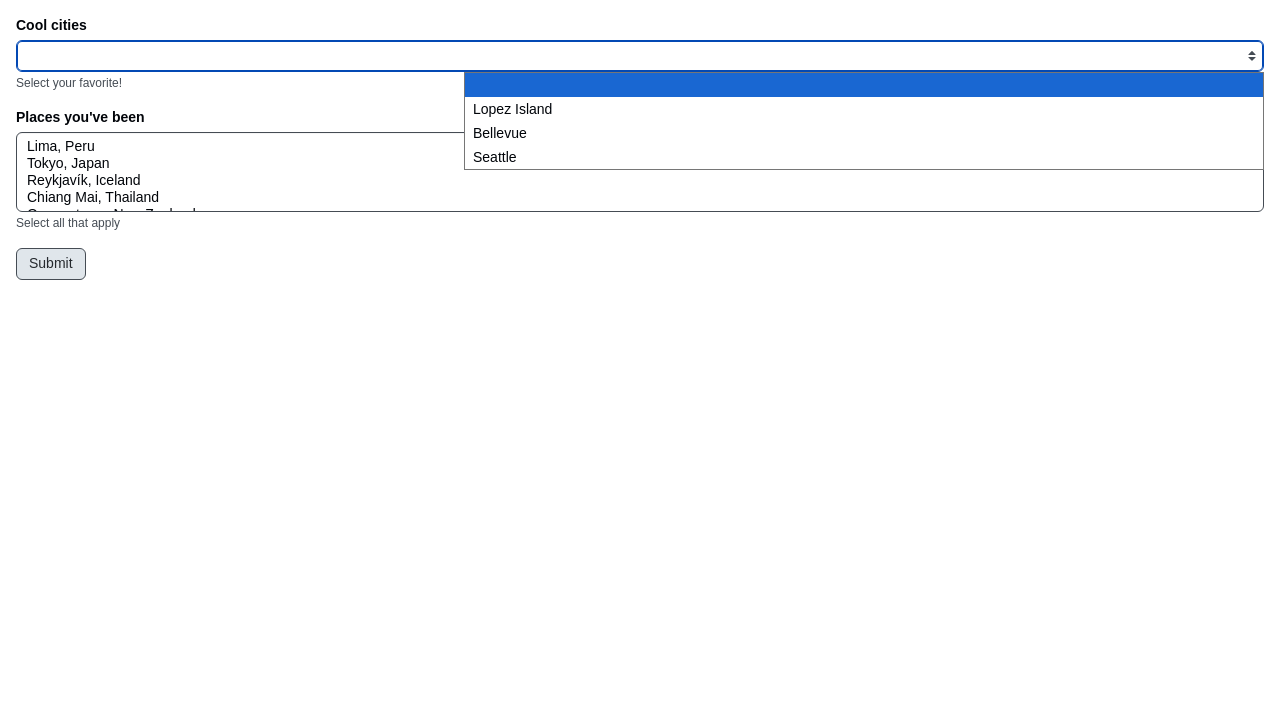 Cool cities
Select your favorite!
Lopez Island
Bellevue
Seattle
Places you've been
Lima, Peru
Tokyo, Japan
Reykjavík, Iceland
Chiang Mai, Thailand
Select all that apply
Submit